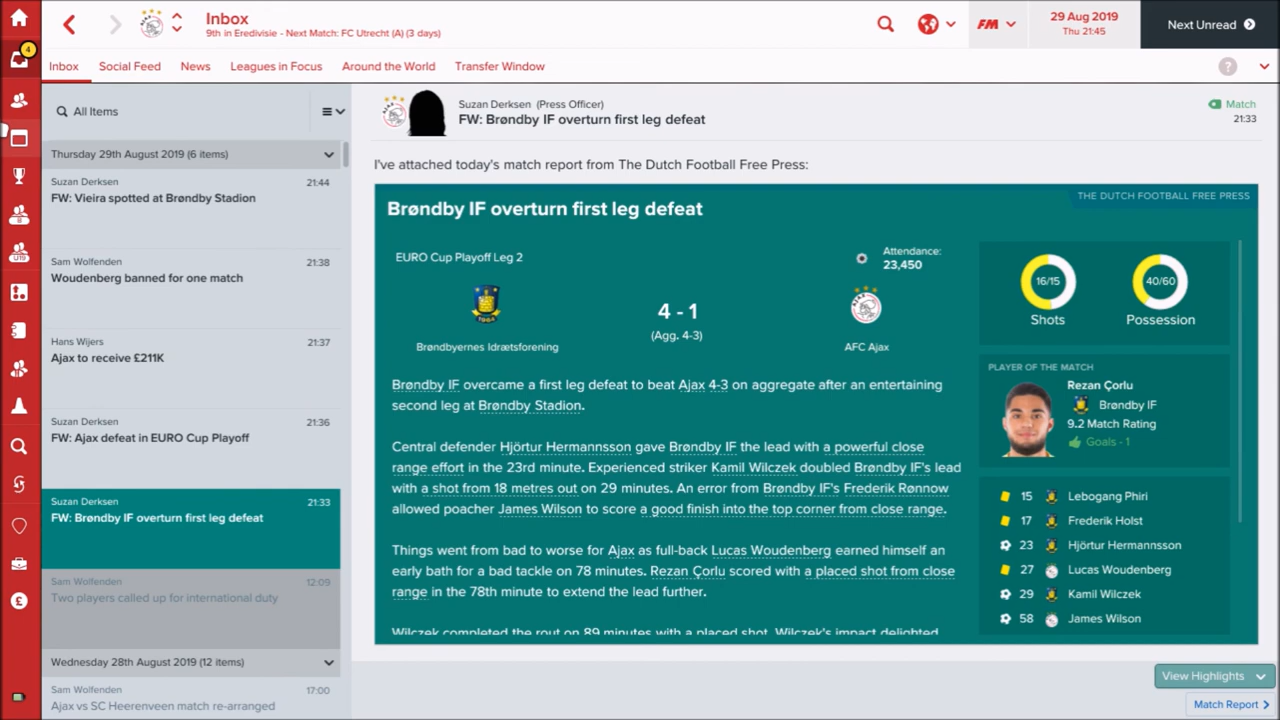 Inbox
9th in Eredivisie - Next Match: FC Utrecht (A) (3 days)
FM
29 Aug 2019
Thu 21:45
Next Unread
4
Inbox
Social Feed
News
Leagues in Focus
Around the World
Transfer Window
?
All Items
Thursday 29th August 2019 (6 items)
Suzan Derksen
21:44
FW: Vieira spotted at Brøndby Stadion
Sam Wolfenden
21:38
Woudenberg banned for one match
Hans Wijers
21:37
Ajax to receive £211K
Suzan Derksen
21:36
FW: Ajax defeat in EURO Cup Playoff
Suzan Derksen
21:33
FW: Brøndby IF overturn first leg defeat
Sam Wolfenden
12:09
Two players called up for international duty
Wednesday 28th August 2019 (12 items)
Sam Wolfenden
17:00
Ajax vs SC Heerenveen match re-arranged
Suzan Derksen (Press Officer)
FW: Brøndby IF overturn first leg defeat
Match
21:33
I've attached today's match report from The Dutch Football Free Press:
THE DUTCH FOOTBALL FREE PRESS
Brøndby IF overturn first leg defeat
EURO Cup Playoff Leg 2
Attendance:
23,450
4 - 1
(Agg. 4-3)
Brøndbyernes Idrætsforening
AFC Ajax
Brøndby IF overcame a first leg defeat to beat Ajax 4-3 on aggregate after an entertaining
second leg at Brøndby Stadion.
Central defender Hjörtur Hermannsson gave Brøndby IF the lead with a powerful close
range effort in the 23rd minute. Experienced striker Kamil Wilczek doubled Brøndby IF's lead
with a shot from 18 metres out on 29 minutes. An error from Brøndby IF's Frederik Rønnow
allowed poacher James Wilson to score a good finish into the top corner from close range.
Things went from bad to worse for Ajax as full-back Lucas Woudenberg earned himself an
early bath for a bad tackle on 78 minutes. Rezan Çorlu scored with a placed shot from close
range in the 78th minute to extend the lead further.
Wilczek completed the rout on 89 minutes with a placed shot. Wilczek's impact delighted
16/15
Shots
40/60
Possession
PLAYER OF THE MATCH
Rezan Çorlu
Brøndby IF
9.2 Match Rating
Goals - 1
15 Lebogang Phiri
17 Frederik Holst
23 Hjörtur Hermannsson
27 Lucas Woudenberg
29 Kamil Wilczek
58 James Wilson
View Highlights
Match Report